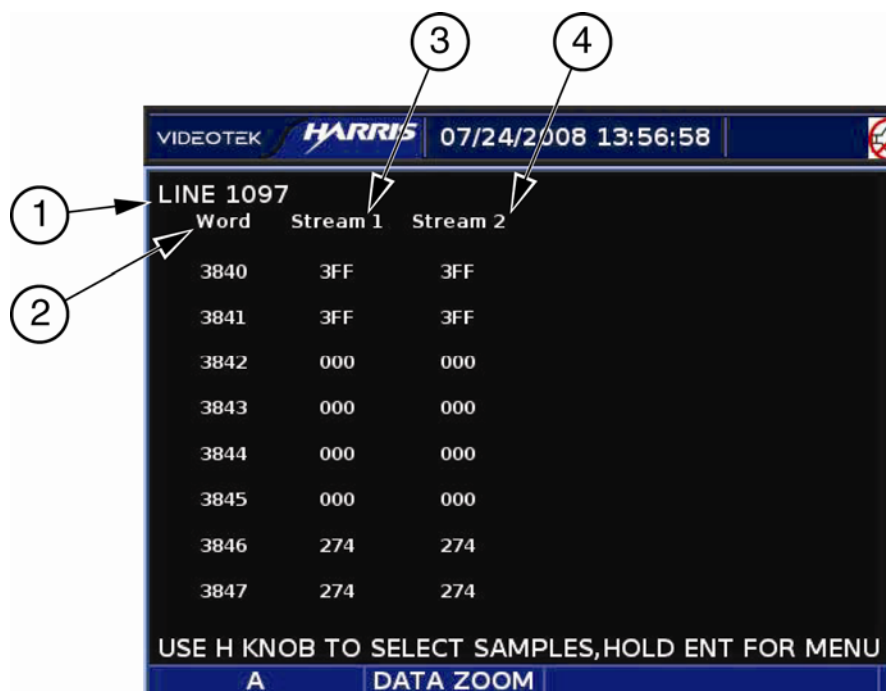 3 4
VIDEOTEK HARRIS 07/24/2008 13:56:58
1 LINE 1097
Word Stream 1 Stream 2
2
3840 3FF 3FF
3841 3FF 3FF
3842 000 000
3843 000 000
3844 000 000
3845 000 000
3846 274 274
3847 274 274
USE H KNOB TO SELECT SAMPLES,HOLD ENT FOR MENU
A DATA ZOOM